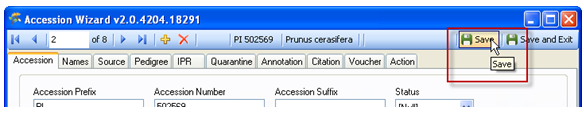 Accession Wizard v2.0.4204.18291
2 of 8 PI 502569 Prunus cerasifera Save Save and Exit
Save
Accession Names Source Pedigree IPR Quarantine Annotation Citation Voucher Action
Accession Prefix Accession Number Accession Suffix Status
PI 502569 [Null]